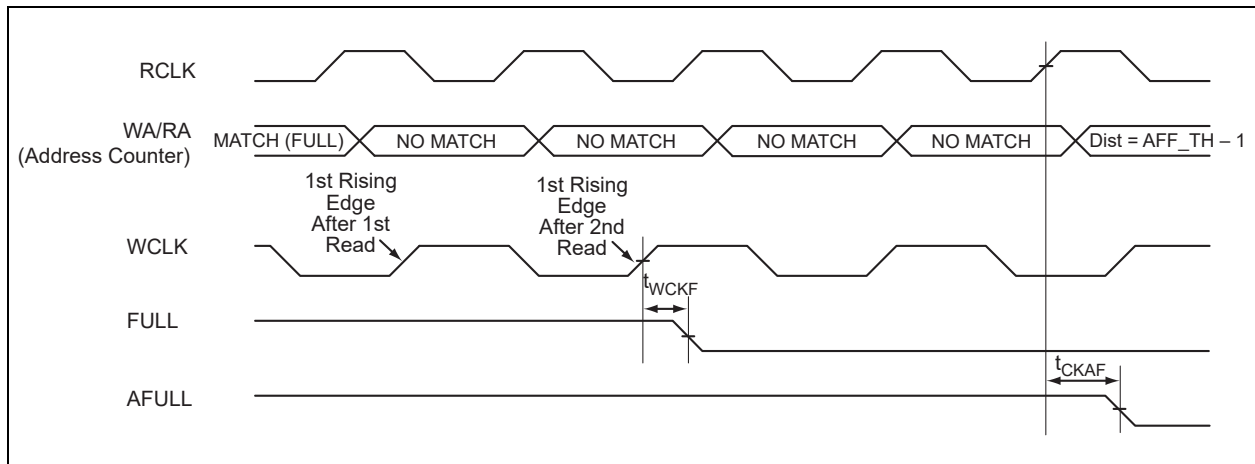 RCLK
WA/RA
(Address Counter)
MATCH (FULL)
NO MATCH
NO MATCH
NO MATCH
NO MATCH
Dist = AFF_TH – 1
1st Rising
Edge
After 1st
Read
1st Rising
Edge
After 2nd
Read
WCLK
tWCKF
FULL
tCKAF
AFULL